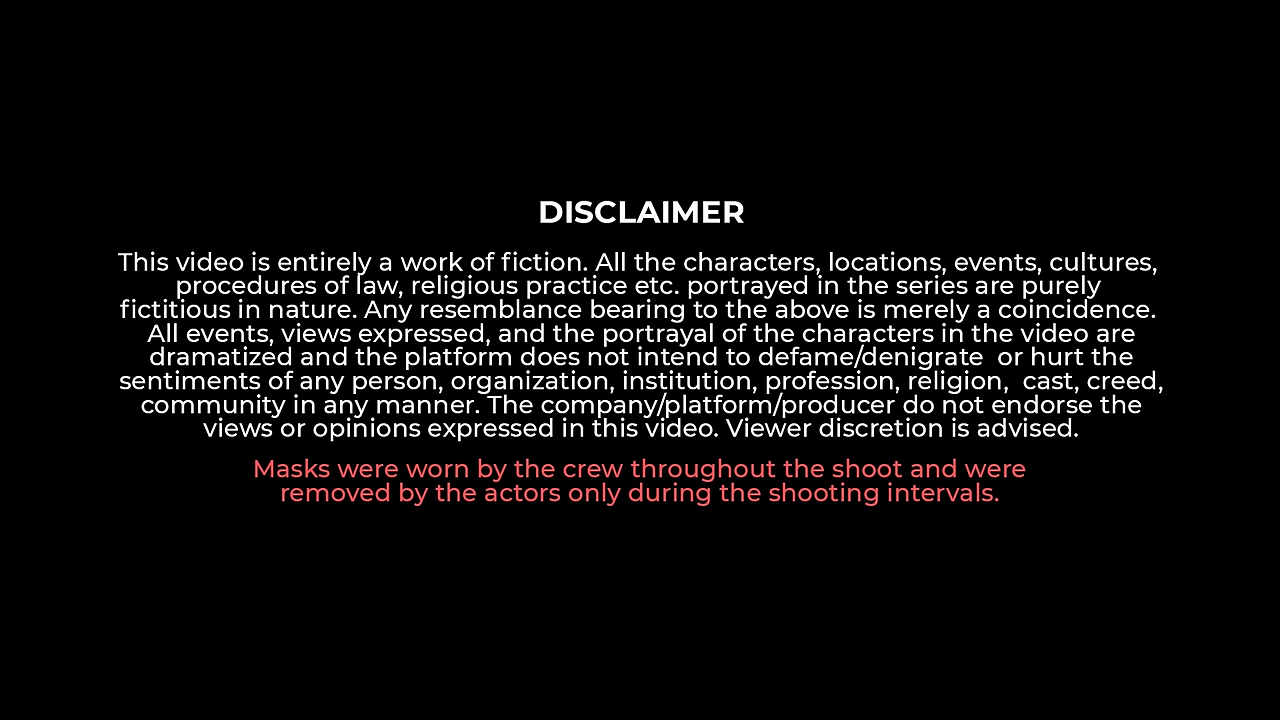 DISCLAIMER
This video is entirely a work of fiction. All the characters, locations, events, cultures,
procedures of law, religious practice etc. portrayed in the series are purely
fictitious in nature. Any resemblance bearing to the above is merely a coincidence.
All events, views expressed, and the portrayal of the characters in the video are
dramatized and the platform does not intend to defame/denigrate  or hurt the
sentiments of any person, organization, institution, profession, religion,  cast, creed,
community in any manner. The company/platform/producer do not endorse the
views or opinions expressed in this video. Viewer discretion is advised.
Masks were worn by the crew throughout the shoot and were
removed by the actors only during the shooting intervals.